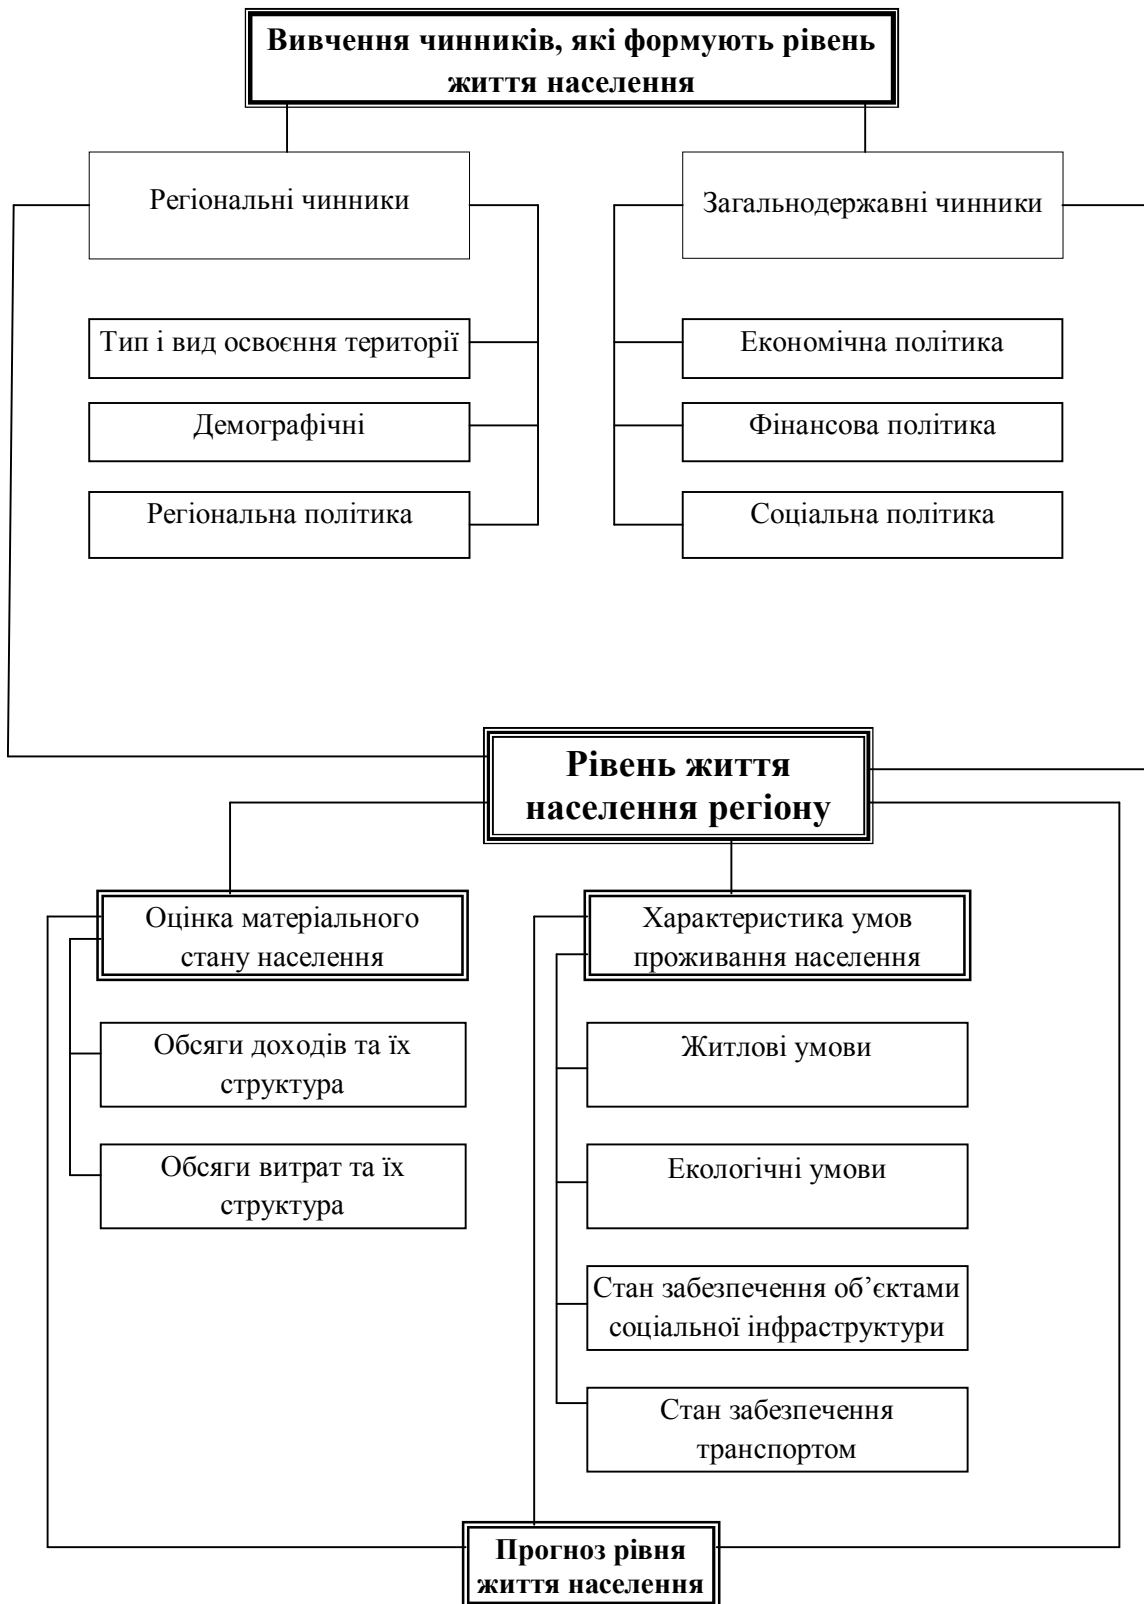 Вивчення чинників, які формують рівень
життя населення
Регіональні чинники
Загальнодержавні чинники
Тип і вид освоєння території
Економічна політика
Демографічні
Фінансова політика
Регіональна політика
Соціальна політика
Рівень життя
населення регіону
Оцінка матеріального
стану населення
Характеристика умов
проживання населення
Обсяги доходів та їх
структура
Житлові умови
Обсяги витрат та їх
структура
Екологічні умови
Стан забезпечення об’єктами
соціальної інфраструктури
Стан забезпечення
транспортом
Прогноз рівня
життя населення